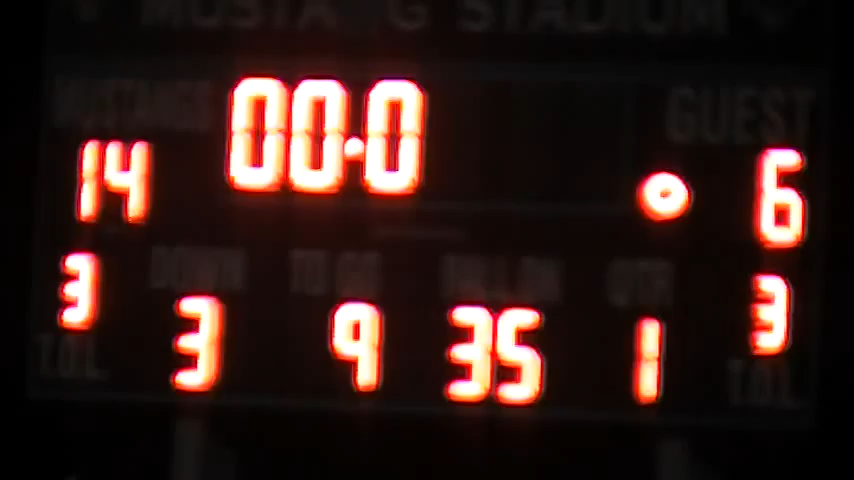 MUSTANG STADIUM
MUSTANGS 00.0 GUEST
14 6
DOWN TO GO BALL ON QTR
3 3 9 35 1 3
T.O.L. T.O.L.